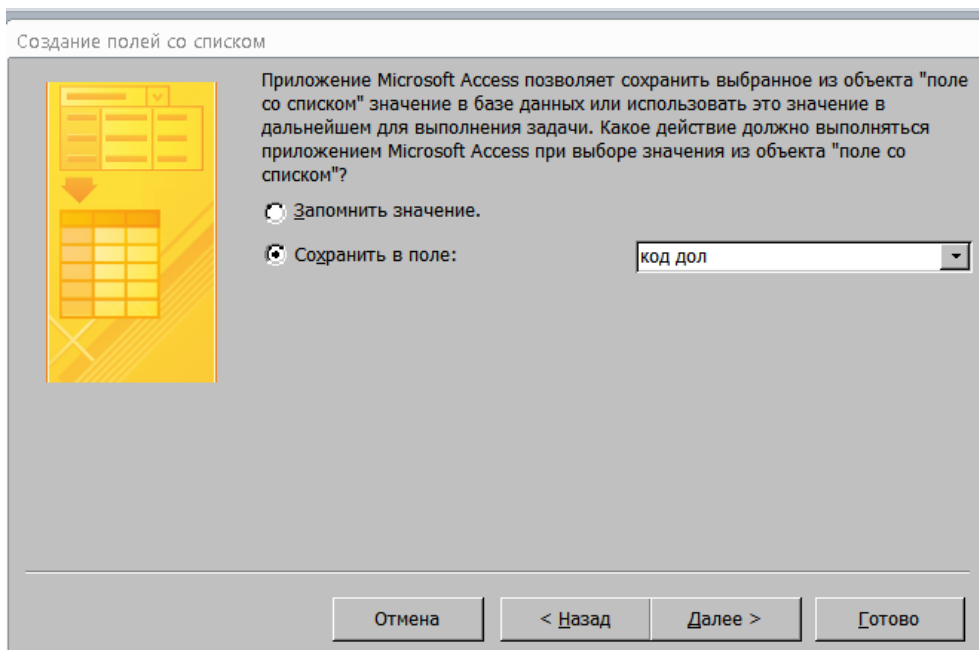 Создание полей со списком
Приложение Microsoft Access позволяет сохранить выбранное из объекта "поле
со списком" значение в базе данных или использовать это значение в
дальнейшем для выполнения задачи. Какое действие должно выполняться
приложением Microsoft Access при выборе значения из объекта "поле со
списком"?
Запомнить значение.
Сохранить в поле: код дол
Отмена < Назад Далее > Готово